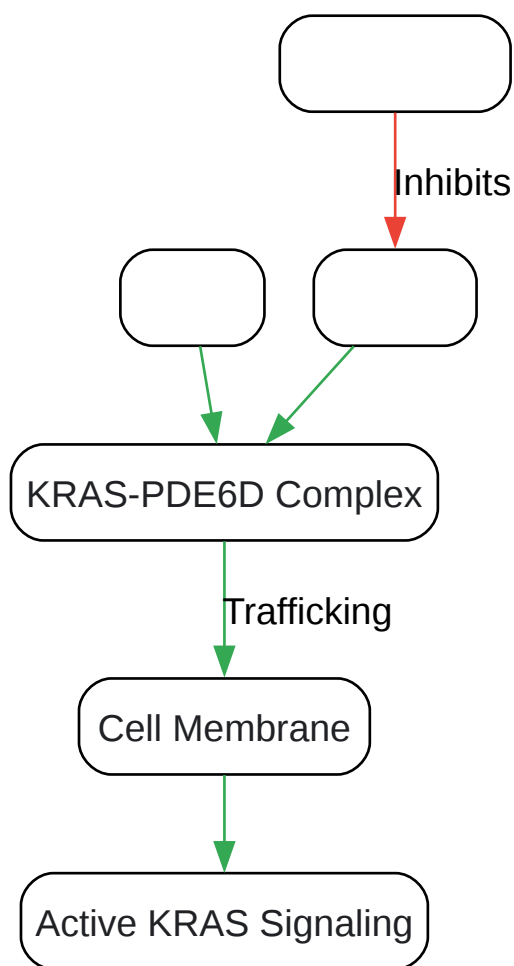 Inhibits
KRAS-PDE6D Complex
Trafficking
Cell Membrane
Active KRAS Signaling